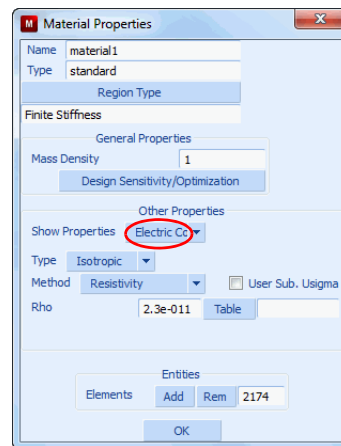 M Material Properties x
Name material1
Type standard
Region Type
Finite Stiffness
General Properties
Mass Density 1
Design Sensitivity/Optimization
Other Properties
Show Properties Electric Co
Type Isotropic
Method Resistivity User Sub. Usigma
Rho 2.3e-011 Table
Entities
Elements Add Rem 2174
OK